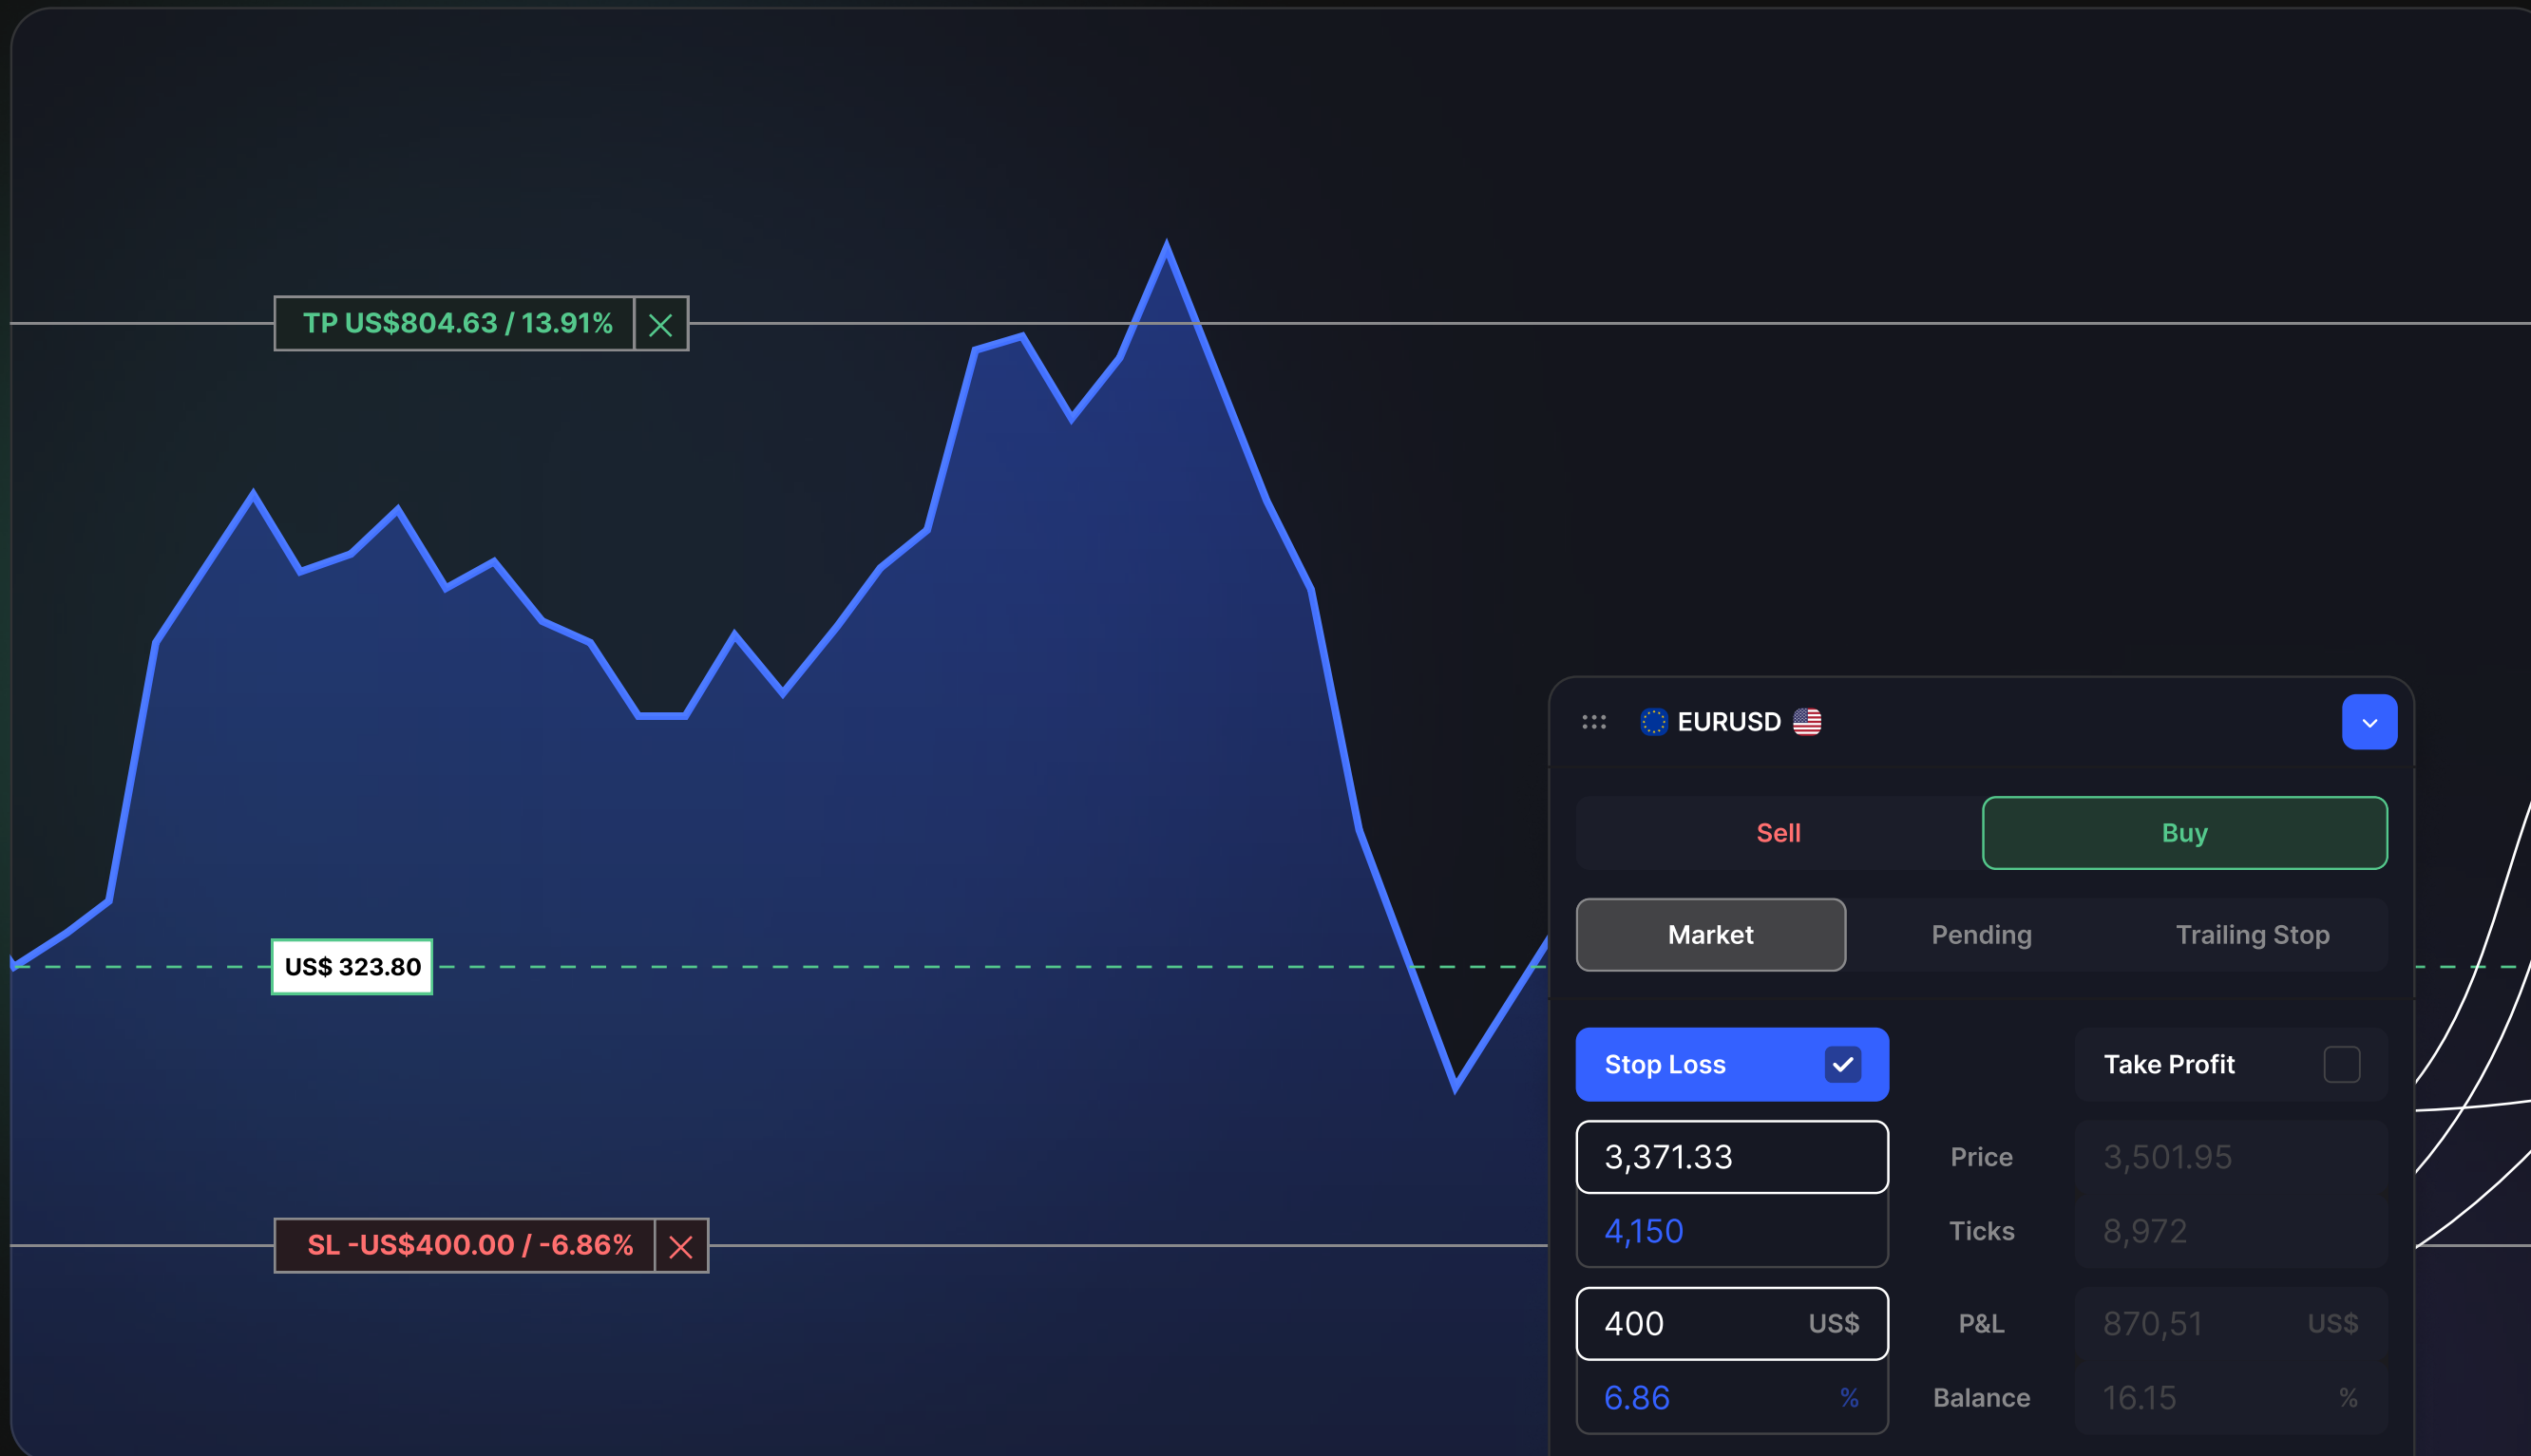 TP US$804.63 / 13.91%
EURUSD
Sell
Buy
Market
Pending
Trailing Stop
US$ 323.80
Stop Loss
Take Profit
3,371.33
Price
3,501.95
4,150
Ticks
8,972
SL -US$400.00 / -6.86%
400 US$
P&L
870,51 US$
6.86 %
Balance
16.15 %